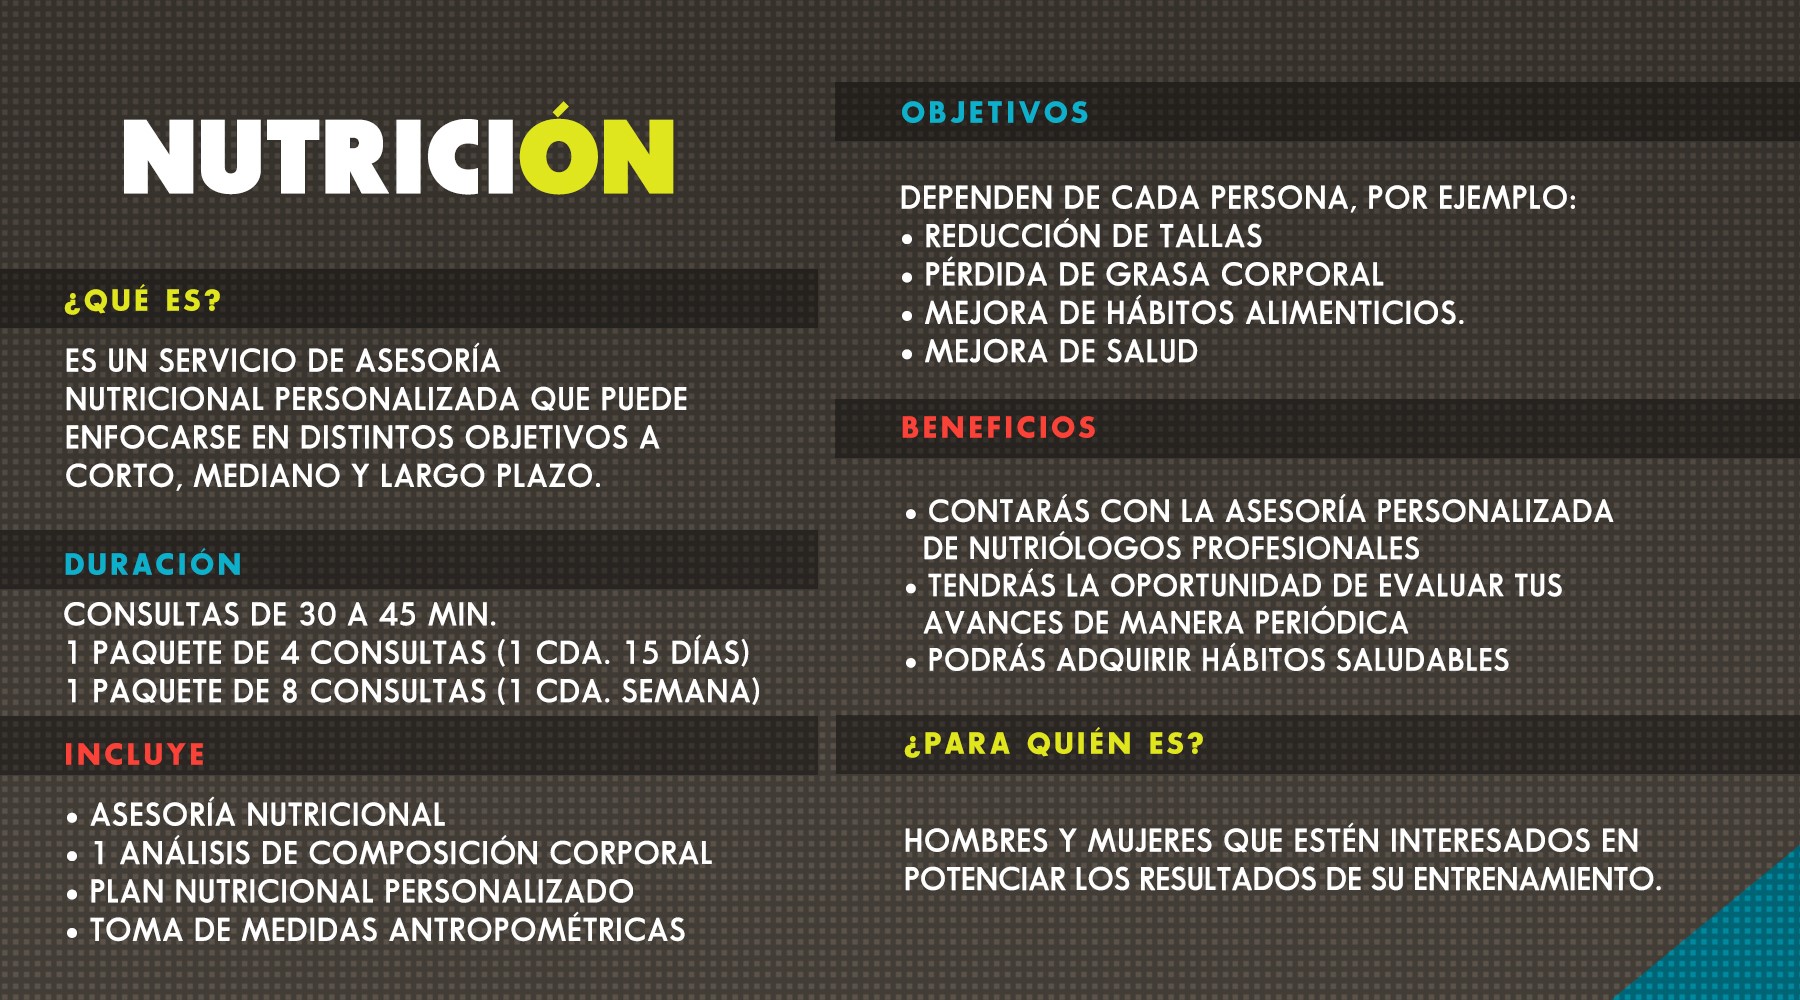 NUTRICIÓN
¿QUÉ ES?
ES UN SERVICIO DE ASESORÍA
NUTRICIONAL PERSONALIZADA QUE PUEDE
ENFOCARSE EN DISTINTOS OBJETIVOS A
CORTO, MEDIANO Y LARGO PLAZO.
DURACIÓN
CONSULTAS DE 30 A 45 MIN.
1 PAQUETE DE 4 CONSULTAS (1 CDA. 15 DÍAS)
1 PAQUETE DE 8 CONSULTAS (1 CDA. SEMANA)
INCLUYE
• ASESORÍA NUTRICIONAL
• 1 ANÁLISIS DE COMPOSICIÓN CORPORAL
• PLAN NUTRICIONAL PERSONALIZADO
• TOMA DE MEDIDAS ANTROPOMÉTRICAS
OBJETIVOS
DEPENDEN DE CADA PERSONA, POR EJEMPLO:
• REDUCCIÓN DE TALLAS
• PÉRDIDA DE GRASA CORPORAL
• MEJORA DE HÁBITOS ALIMENTICIOS.
• MEJORA DE SALUD
BENEFICIOS
• CONTARÁS CON LA ASESORÍA PERSONALIZADA
DE NUTRIÓLOGOS PROFESIONALES
• TENDRÁS LA OPORTUNIDAD DE EVALUAR TUS
AVANCES DE MANERA PERIÓDICA
• PODRÁS ADQUIRIR HÁBITOS SALUDABLES
¿PARA QUIÉN ES?
HOMBRES Y MUJERES QUE ESTÉN INTERESADOS EN
POTENCIAR LOS RESULTADOS DE SU ENTRENAMIENTO.